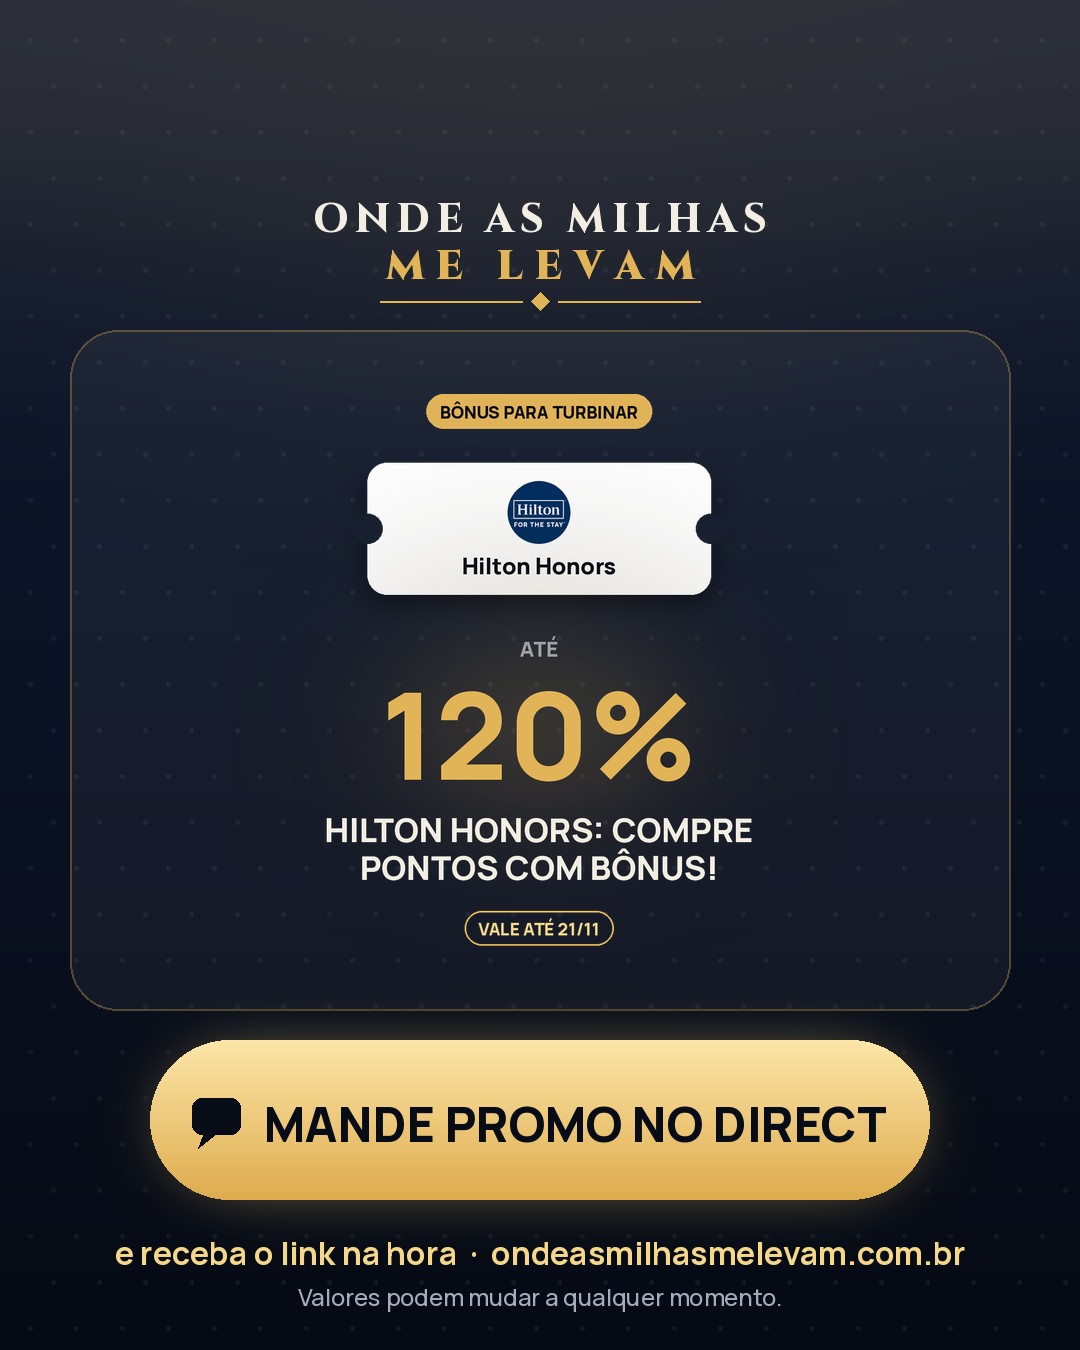 ONDE AS MILHAS
ME LEVAM
BÔNUS PARA TURBINAR
Hilton
FOR THE STAY
Hilton Honors
ATÉ
120%
HILTON HONORS: COMPRE
PONTOS COM BÔNUS!
VALE ATÉ 21/11
MANDE PROMO NO DIRECT
e receba o link na hora · ondeasmilhasmelevam.com.br
Valores podem mudar a qualquer momento.